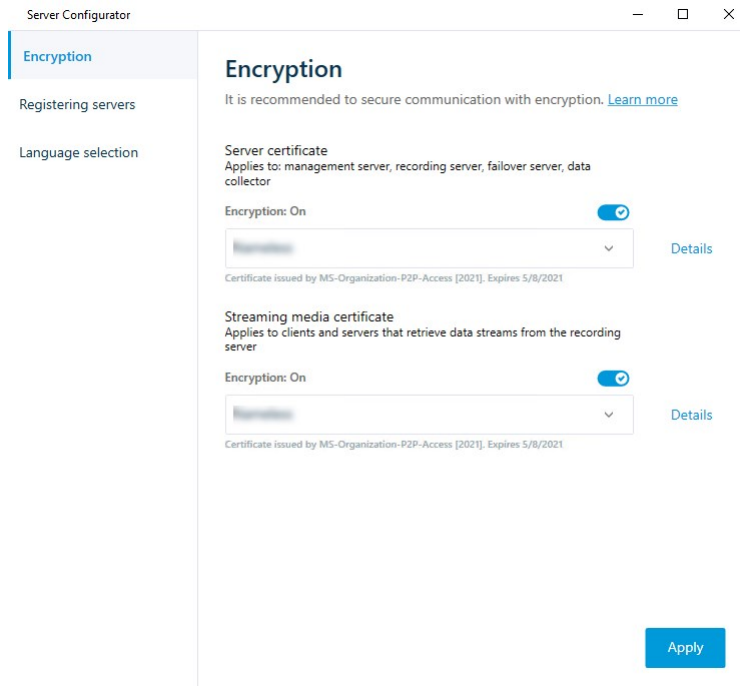 Server Configurator
Encryption
Registering servers
Language selection
Encryption
It is recommended to secure communication with encryption. Learn more
Server certificate
Applies to: management server, recording server, failover server, data
collector
Encryption: On
Details
Certificate issued by MS-Organization-P2P-Access [2021]. Expires 5/8/2021
Streaming media certificate
Applies to clients and servers that retrieve data streams from the recording
server
Encryption: On
Details
Certificate issued by MS-Organization-P2P-Access [2021]. Expires 5/8/2021
Apply